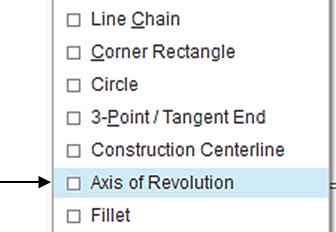 Line Chain
Corner Rectangle
Circle
3-Point / Tangent End
Construction Centerline
Axis of Revolution
Fillet